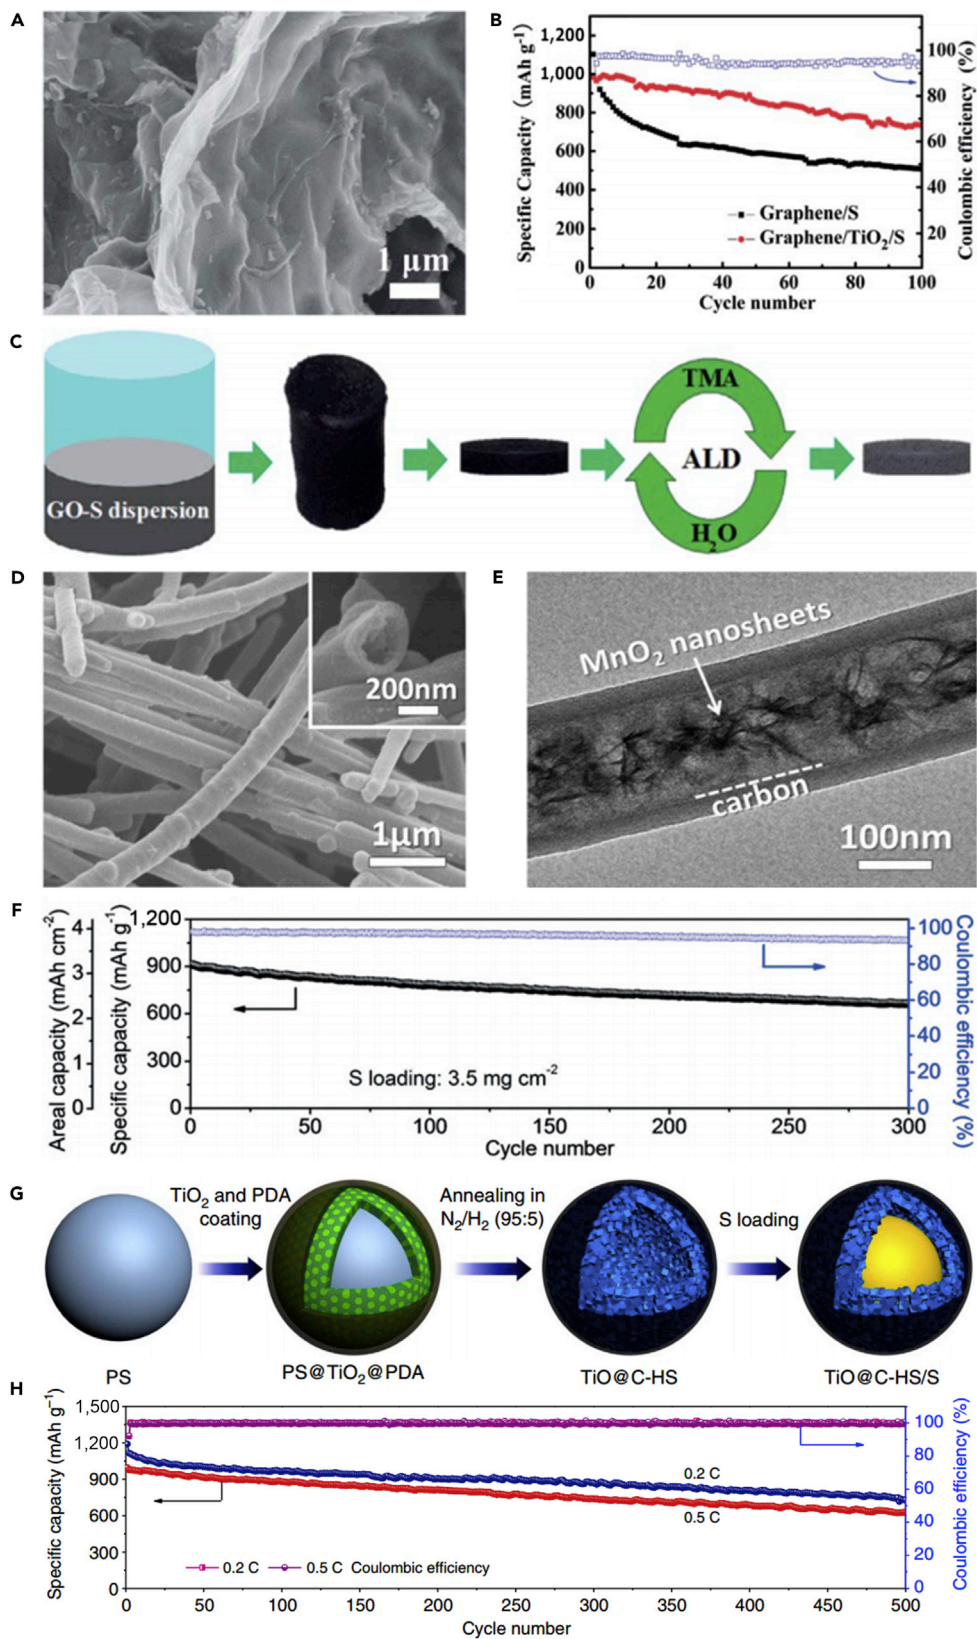 A
1 µm
B
Specific Capacity (mAh g⁻¹)
1,200
1,000
800
600
400
200
0
0 20 40 60 80 100
Cycle number
100
80
60
40
20
Coulombic efficiency (%)
Graphene/S
Graphene/TiO₂/S
C
GO-S dispersion
TMA
ALD
H₂O
D
200nm
1µm
E
MnO₂ nanosheets
carbon
100nm
F
Areal capacity (mAh cm⁻²)
4
3
2
1
0
Specific capacity (mAh g⁻¹)
1,200
900
600
300
0
S loading: 3.5 mg cm⁻²
0 50 100 150 200 250 300
Cycle number
100
80
60
40
20
0
Coulombic efficiency (%)
G
TiO₂ and PDA
coating
Annealing in
N₂/H₂ (95:5)
S loading
PS
PS@TiO₂@PDA
TiO@C-HS
TiO@C-HS/S
H
Specific capacity (mAh g⁻¹)
1,500
1,200
900
600
300
0
0.2 C
0.5 C
0.2 C 0.5 C Coulombic efficiency
0 50 100 150 200 250 300 350 400 450 500
Cycle number
100
80
60
40
20
0
Coulombic efficiency (%)